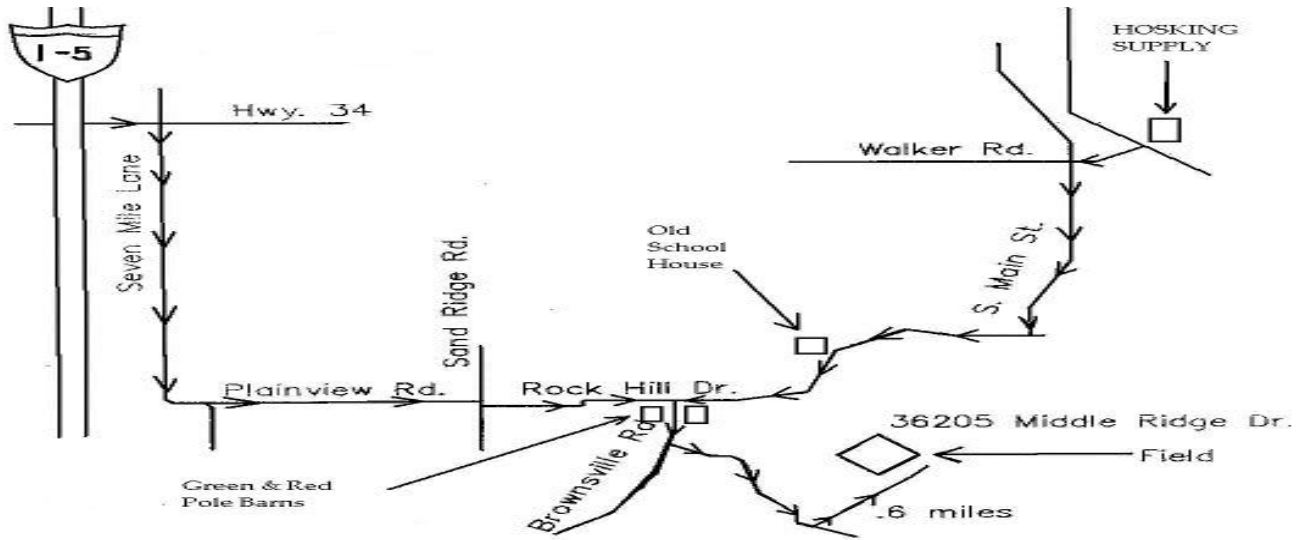 I-5
HOSKING
SUPPLY
Hwy. 34
Walker Rd.
Seven Mile Lane
Old
School
House
S. Main St.
Sand Ridge Rd.
Plainview Rd.
Rock Hill Dr.
36205 Middle Ridge Dr.
Field
Green & Red
Pole Barns
Brownsville Rd
.6 miles